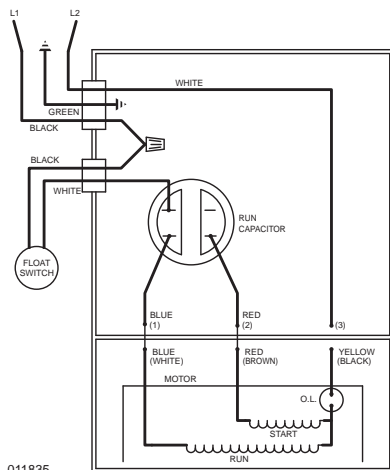 L1
L2
WHITE
GREEN
BLACK
BLACK
WHITE
RUN
CAPACITOR
FLOAT
SWITCH
BLUE
(1)
RED
(2)
(3)
BLUE
(WHITE)
RED
(BROWN)
YELLOW
(BLACK)
MOTOR
O.L.
START
RUN
011835